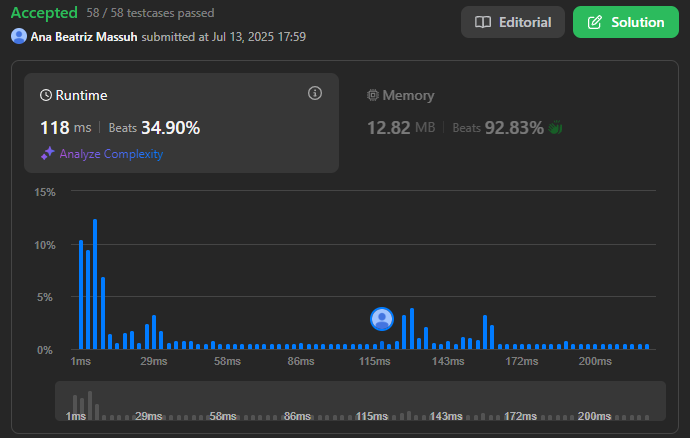 Accepted 58 / 58 testcases passed
Editorial
Solution
Ana Beatriz Massuh submitted at Jul 13, 2025 17:59
Runtime
118 ms | Beats 34.90%
Analyze Complexity
Memory
12.82 MB | Beats 92.83%
15%
10%
5%
0%
1ms 29ms 58ms 86ms 115ms 143ms 172ms 200ms
1ms 29ms 58ms 86ms 115ms 143ms 172ms 200ms